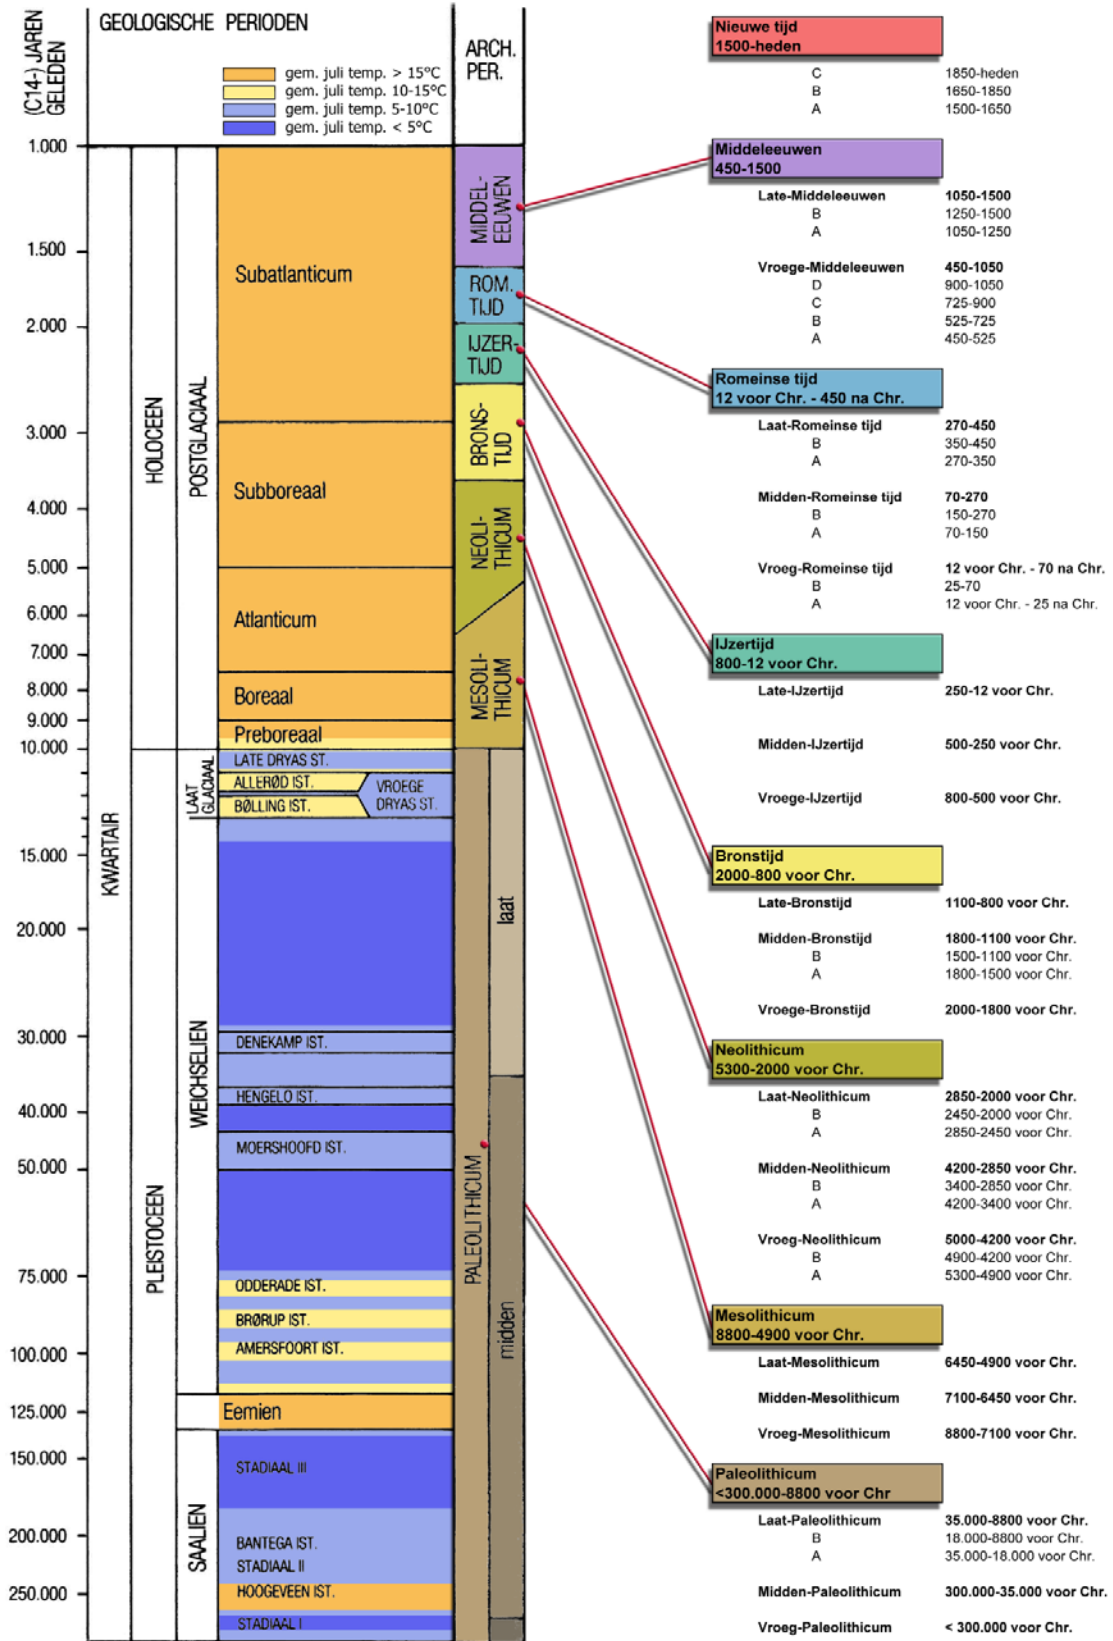 (C14-) JAREN
GELEDEN
GEOLOGISCHE PERIODEN
gem. juli temp. > 15°C
gem. juli temp. 10-15°C
gem. juli temp. 5-10°C
gem. juli temp. < 5°C
ARCH.
PER.
1.000
1.500
2.000
3.000
4.000
5.000
6.000
7.000
8.000
9.000
10.000
15.000
20.000
30.000
40.000
50.000
75.000
100.000
125.000
150.000
200.000
250.000
KWARTAIR
HOLOCEEN
PLEISTOCEEN
POSTGLACIAAL
LAAT
GLACIAAL
WEICHSELIEN
SAALIEN
Subatlanticum
Subboreaal
Atlanticum
Boreaal
Preboreaal
LATE DRYAS ST.
ALLERØD IST.
VROEGE
DRYAS ST.
BØLLING IST.
DENEKAMP IST.
HENGELO IST.
MOERSHOOFD IST.
ODDERADE IST.
BRØRUP IST.
AMERSFOORT IST.
Eemien
STADIAAL III
BANTEGA IST.
STADIAAL II
HOOGEVEEN IST.
STADIAAL I
MIDDEL-
EEUWEN
ROM.
TIJD
IJZER-
TIJD
BRONS-
TIJD
NEOLI-
THICUM
MESOLI-
THICUM
PALEOLITHICUM
laat
midden
Nieuwe tijd
1500-heden
C 1850-heden
B 1650-1850
A 1500-1650
Middeleeuwen
450-1500
Late-Middeleeuwen 1050-1500
B 1250-1500
A 1050-1250
Vroege-Middeleeuwen 450-1050
D 900-1050
C 725-900
B 525-725
A 450-525
Romeinse tijd
12 voor Chr. - 450 na Chr.
Laat-Romeinse tijd 270-450
B 350-450
A 270-350
Midden-Romeinse tijd 70-270
B 150-270
A 70-150
Vroeg-Romeinse tijd 12 voor Chr. - 70 na Chr.
B 25-70
A 12 voor Chr. - 25 na Chr.
IJzertijd
800-12 voor Chr.
Late-IJzertijd 250-12 voor Chr.
Midden-IJzertijd 500-250 voor Chr.
Vroege-IJzertijd 800-500 voor Chr.
Bronstijd
2000-800 voor Chr.
Late-Bronstijd 1100-800 voor Chr.
Midden-Bronstijd 1800-1100 voor Chr.
B 1500-1100 voor Chr.
A 1800-1500 voor Chr.
Vroege-Bronstijd 2000-1800 voor Chr.
Neolithicum
5300-2000 voor Chr.
Laat-Neolithicum 2850-2000 voor Chr.
B 2450-2000 voor Chr.
A 2850-2450 voor Chr.
Midden-Neolithicum 4200-2850 voor Chr.
B 3400-2850 voor Chr.
A 4200-3400 voor Chr.
Vroeg-Neolithicum 5000-4200 voor Chr.
B 4900-4200 voor Chr.
A 5300-4900 voor Chr.
Mesolithicum
8800-4900 voor Chr.
Laat-Mesolithicum 6450-4900 voor Chr.
Midden-Mesolithicum 7100-6450 voor Chr.
Vroeg-Mesolithicum 8800-7100 voor Chr.
Paleolithicum
<300.000-8800 voor Chr
Laat-Paleolithicum 35.000-8800 voor Chr.
B 18.000-8800 voor Chr.
A 35.000-18.000 voor Chr.
Midden-Paleolithicum 300.000-35.000 voor Chr.
Vroeg-Paleolithicum < 300.000 voor Chr.